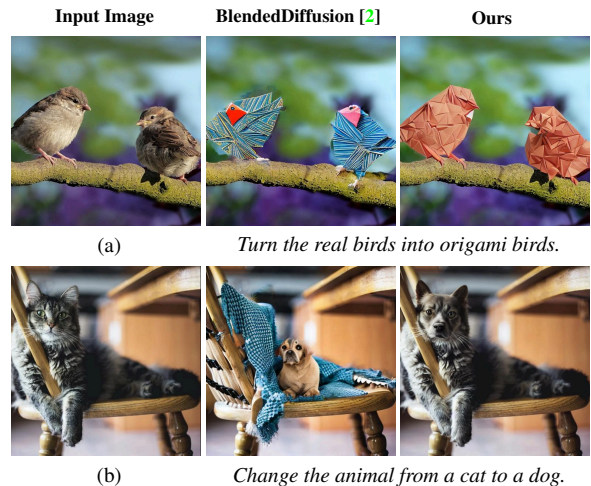 Input Image BlendedDiffusion [2] Ours
(a) Turn the real birds into origami birds.
(b) Change the animal from a cat to a dog.